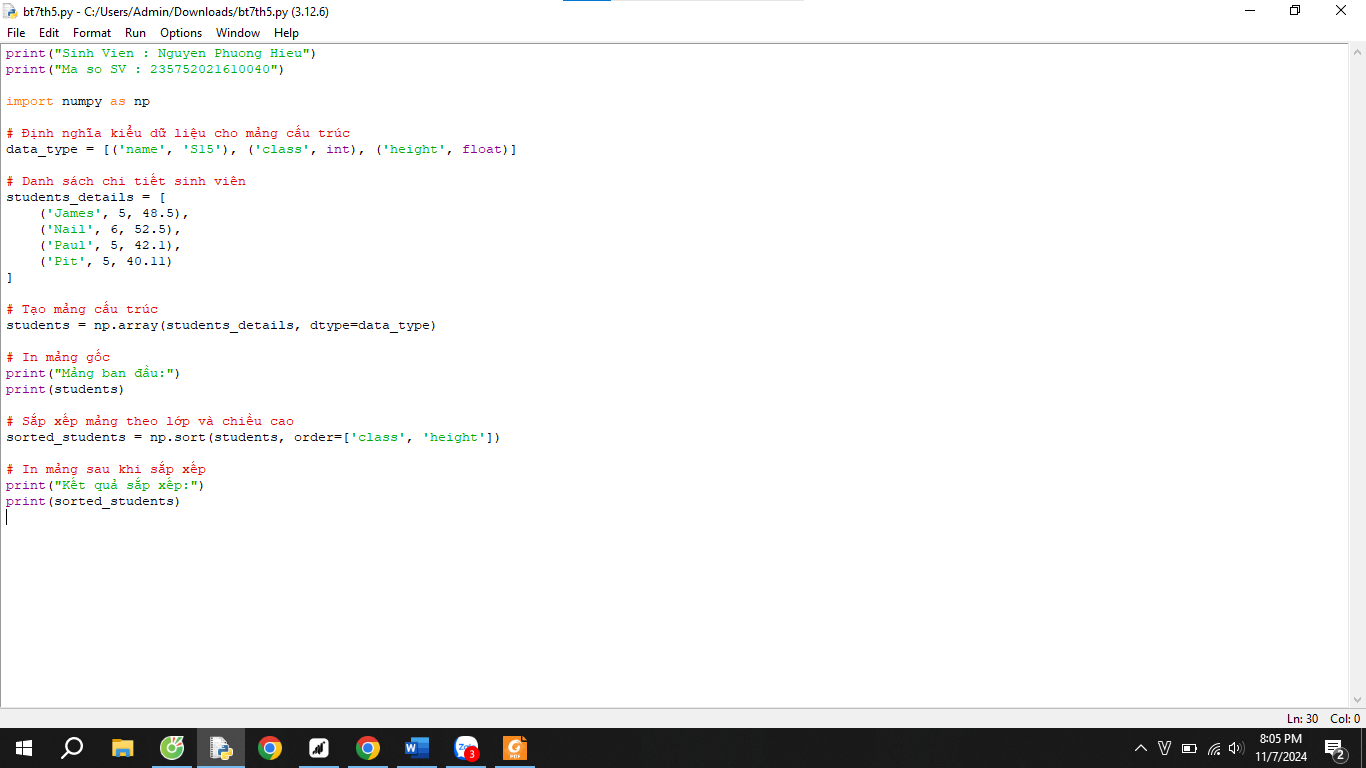 bt7th5.py - C:/Users/Admin/Downloads/bt7th5.py (3.12.6)
File Edit Format Run Options Window Help
print("Sinh Vien : Nguyen Phuong Hieu")
print("Ma so SV : 235752021610040")
import numpy as np
# Định nghĩa kiểu dữ liệu cho mảng cấu trúc
data_type = [('name', 'S15'), ('class', int), ('height', float)]
# Danh sách chi tiết sinh viên
students_details = [
    ('James', 5, 48.5),
    ('Nail', 6, 52.5),
    ('Paul', 5, 42.1),
    ('Pit', 5, 40.11)
]
# Tạo mảng cấu trúc
students = np.array(students_details, dtype=data_type)
# In mảng gốc
print("Mảng ban đầu:")
print(students)
# Sắp xếp mảng theo lớp và chiều cao
sorted_students = np.sort(students, order=['class', 'height'])
# In mảng sau khi sắp xếp
print("Kết quả sắp xếp:")
print(sorted_students)
Ln: 30 Col: 0
8:05 PM
11/7/2024
3
2